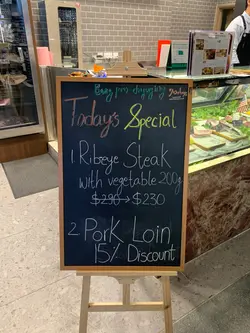 Today's Special
1. Ribeye Steak
with vegetable 200g
$290 → $230
2. Pork Loin
15% Discount